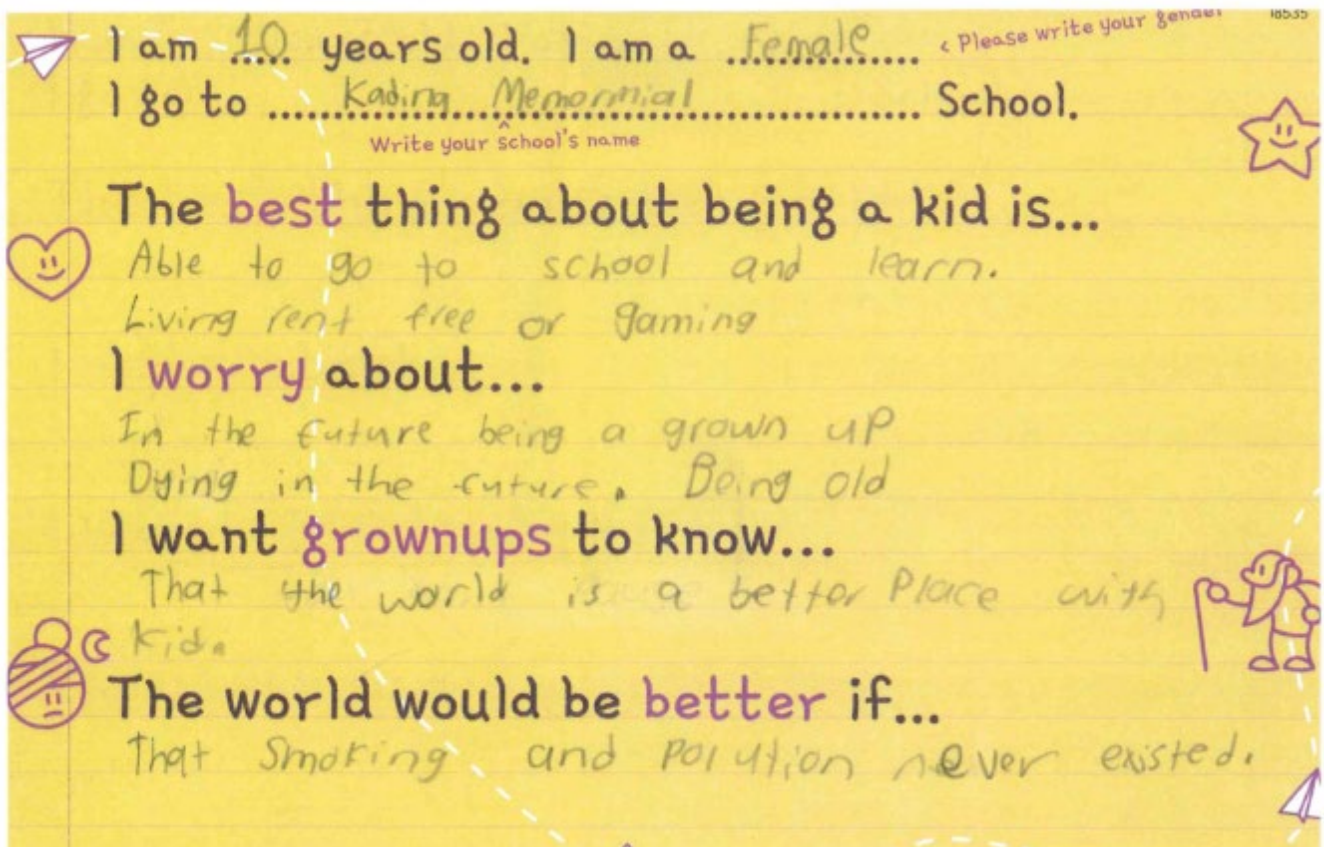 18535
I am 10 years old. I am a Female < Please write your gender
I go to Kading Memormial School.
Write your school's name
The best thing about being a kid is...
Able to go to school and learn.
Living rent free or gaming
I worry about...
In the future being a grown up
Dying in the future. Being old
I want grownups to know...
That the world is a better Place with
Kid.
The world would be better if...
That Smoking and Polution never existed.